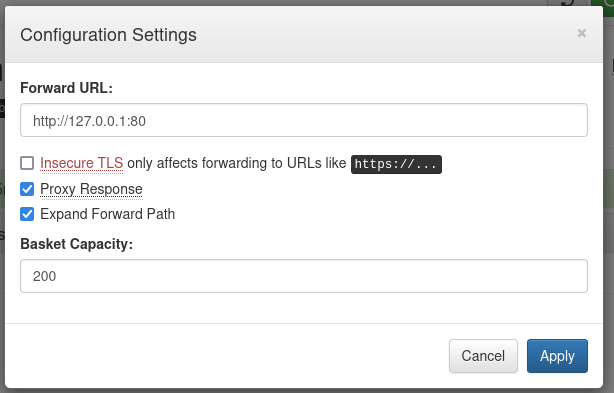 Configuration Settings ×
Forward URL:
http://127.0.0.1:80
Insecure TLS only affects forwarding to URLs like https://...
Proxy Response
Expand Forward Path
Basket Capacity:
200
Cancel Apply